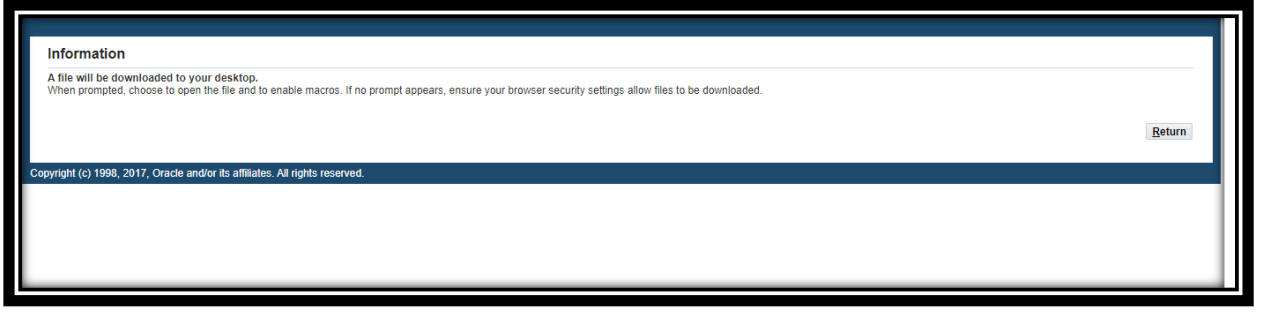 Information
A file will be downloaded to your desktop.
When prompted, choose to open the file and to enable macros. If no prompt appears, ensure your browser security settings allow files to be downloaded.
Return
Copyright (c) 1998, 2017, Oracle and/or its affiliates. All rights reserved.